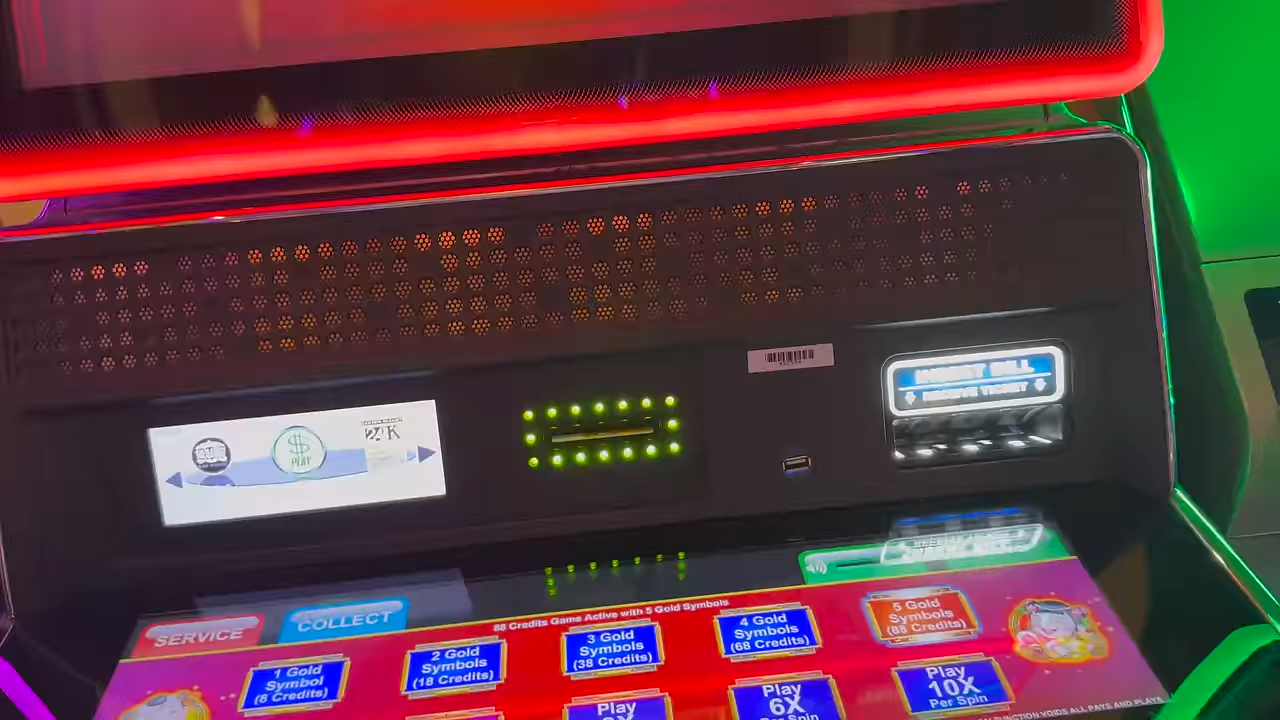 INSERT BILL
RECEIVE TICKET
$
PLAY
24K
SERVICE
COLLECT
88 Credits Game Active with 5 Gold Symbols
1 Gold
Symbol
(8 Credits)
2 Gold
Symbols
(18 Credits)
3 Gold
Symbols
(38 Credits)
4 Gold
Symbols
(68 Credits)
5 Gold
Symbols
(88 Credits)
Play
Play
6X
Per Spin
Play
10X
Per Spin
MALFUNCTION VOIDS ALL PAYS AND PLAYS